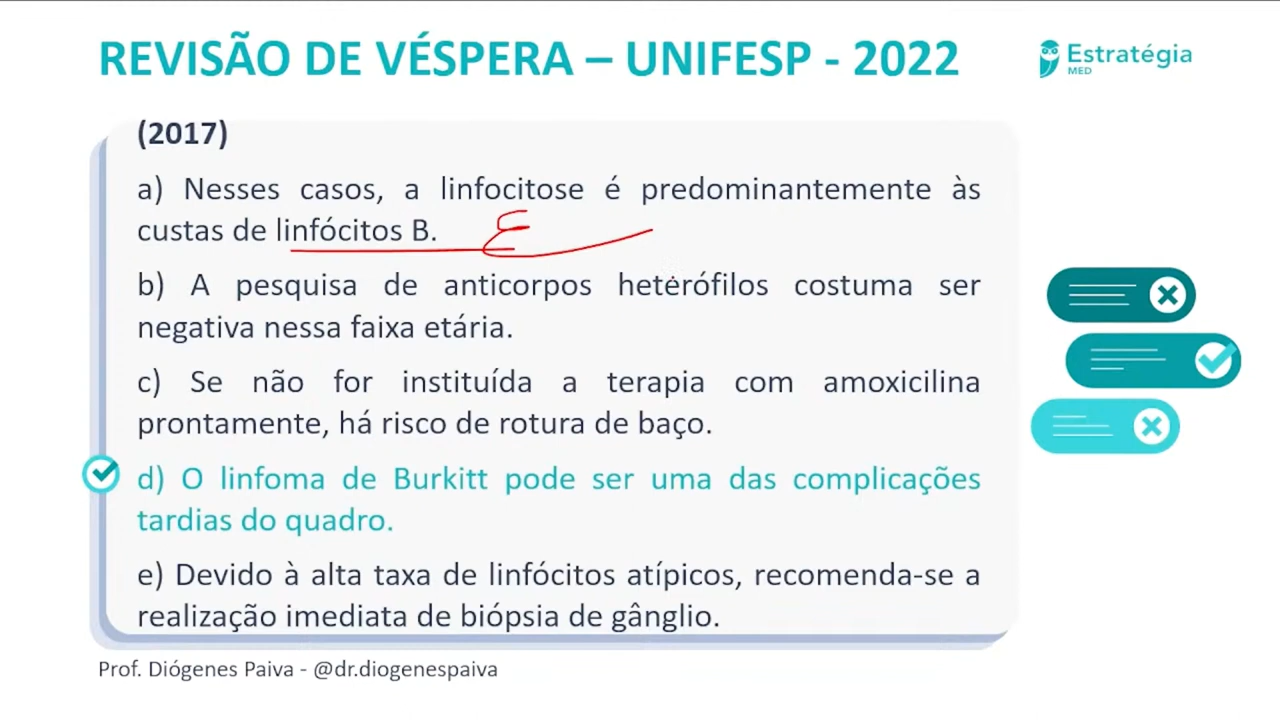 REVISÃO DE VÉSPERA – UNIFESP - 2022
Estratégia
MED
(2017)
a) Nesses casos, a linfocitose é predominantemente às
custas de linfócitos B.
b) A pesquisa de anticorpos heterófilos costuma ser
negativa nessa faixa etária.
c) Se não for instituída a terapia com amoxicilina
prontamente, há risco de rotura de baço.
d) O linfoma de Burkitt pode ser uma das complicações
tardias do quadro.
e) Devido à alta taxa de linfócitos atípicos, recomenda-se a
realização imediata de biópsia de gânglio.
Prof. Diógenes Paiva - @dr.diogenespaiva